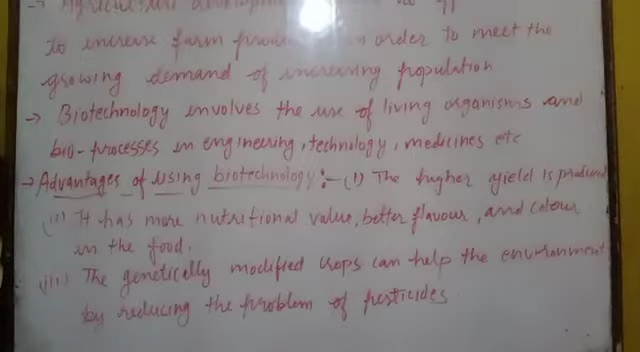 → Agriculture
to increase farm order to meet the
growing demand of increasing population
→ Biotechnology involves the use of living organisms and
bio-processes in engineering, technology, medicines etc
→ Advantages of using biotechnology:- (i) The higher yield is produced
(ii) It has more nutritional value, better flavour, and colour
in the food.
(iii) The genetically modified crops can help the environment
by reducing the problem of pesticides